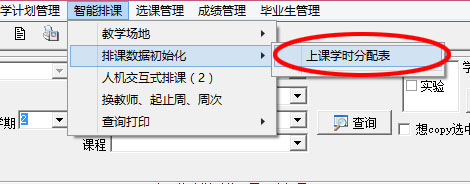 学计划管理 智能排课 选课管理 成绩管理 毕业生管理
教学场地
排课数据初始化 上课学时分配表
人机交互式排课（2）
实验
换教师、起止周、周次
学期 2
查询打印
查询
想copy选中
课程